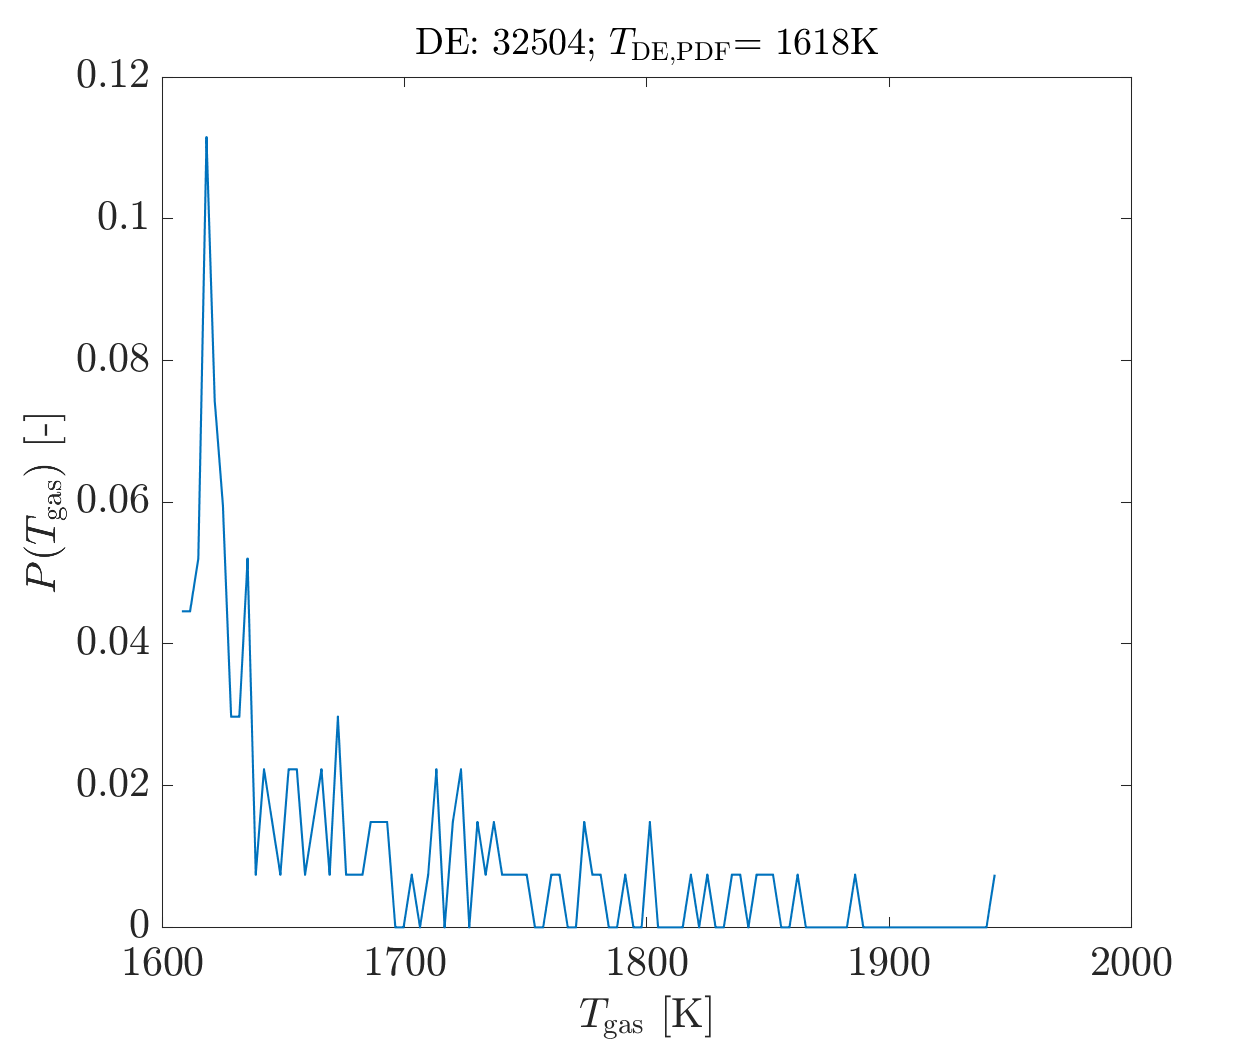 DE: 32504; T_DE,PDF= 1618K
0.12
0.1
0.08
0.06
0.04
0.02
0
P(T_gas) [-]
1600 1700 1800 1900 2000
T_gas [K]